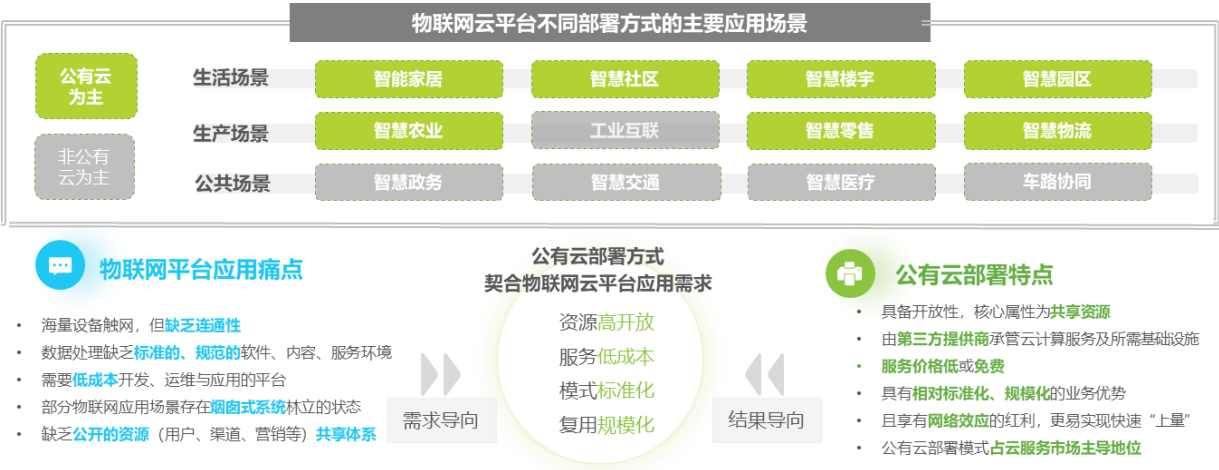 物联网云平台不同部署方式的主要应用场景
公有云
为主
非公有
云为主
生活场景
智能家居
智慧社区
智慧楼宇
智慧园区
生产场景
智慧农业
工业互联
智慧零售
智慧物流
公共场景
智慧政务
智慧交通
智慧医疗
车路协同
物联网平台应用痛点
• 海量设备触网，但缺乏连通性
• 数据处理缺乏标准的、规范的软件、内容、服务环境
• 需要低成本开发、运维与应用的平台
• 部分物联网应用场景存在烟囱式系统林立的状态
• 缺乏公开的资源（用户、渠道、营销等）共享体系
需求导向
公有云部署方式
契合物联网云平台应用需求
资源高开放
服务低成本
模式标准化
复用规模化
结果导向
公有云部署特点
• 具备开放性，核心属性为共享资源
• 由第三方提供商承管云计算服务及所需基础设施
• 服务价格低或免费
• 具有相对标准化、规模化的业务优势
• 且享有网络效应的红利，更易实现快速“上量”
• 公有云部署模式占云服务市场主导地位